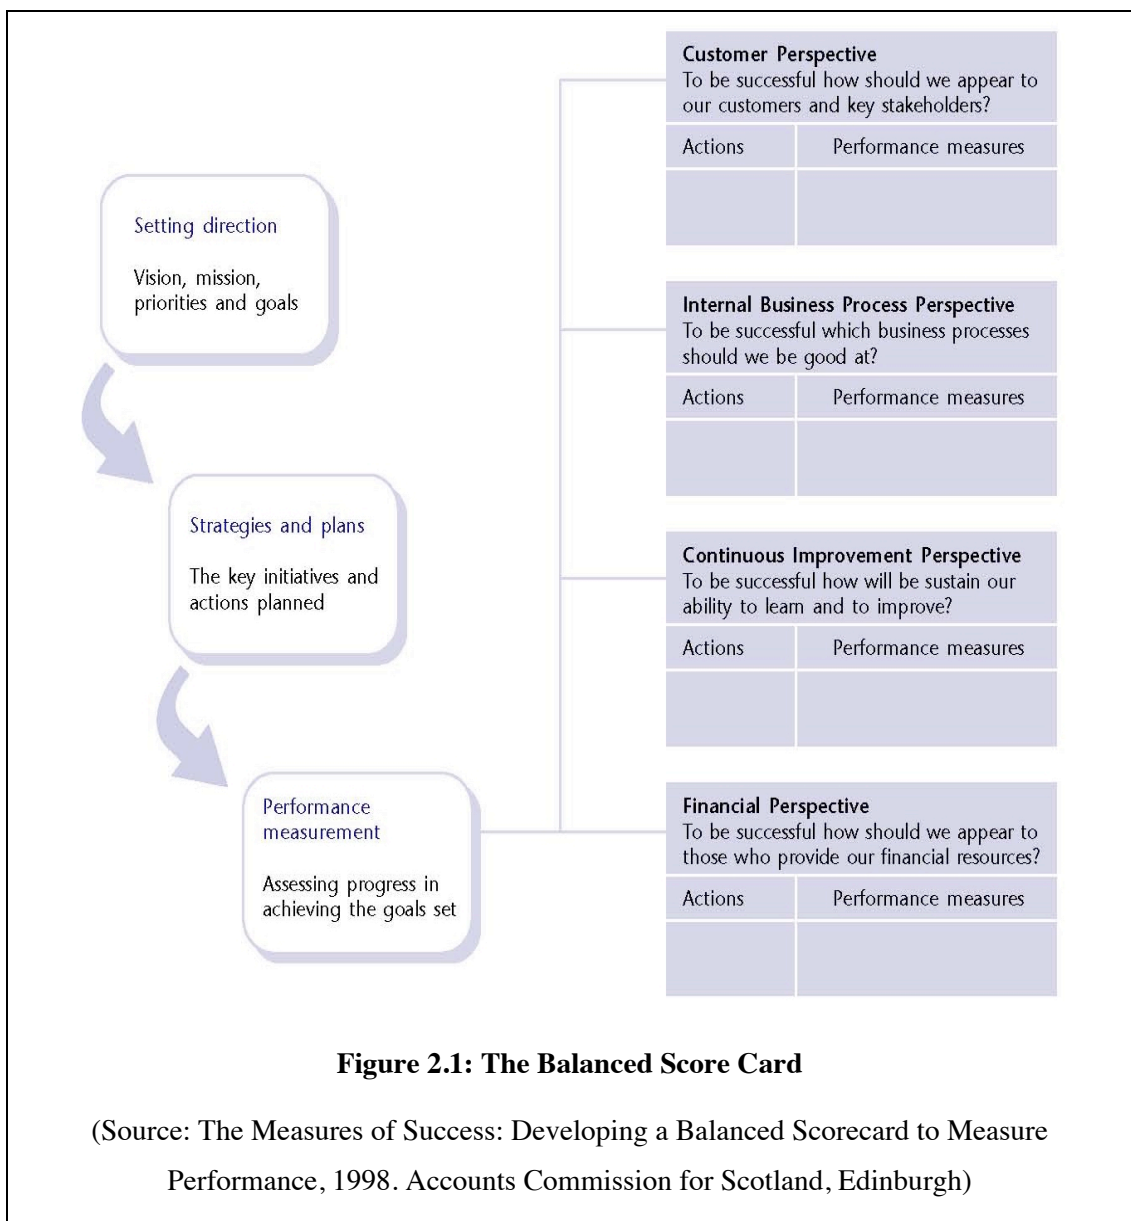 Setting direction
Vision, mission,
priorities and goals
Strategies and plans
The key initiatives and
actions planned
Performance
measurement
Assessing progress in
achieving the goals set
Customer Perspective
To be successful how should we appear to
our customers and key stakeholders?
Actions Performance measures
Internal Business Process Perspective
To be successful which business processes
should we be good at?
Actions Performance measures
Continuous Improvement Perspective
To be successful how will be sustain our
ability to learn and to improve?
Actions Performance measures
Financial Perspective
To be successful how should we appear to
those who provide our financial resources?
Actions Performance measures
Figure 2.1: The Balanced Score Card
(Source: The Measures of Success: Developing a Balanced Scorecard to Measure
Performance, 1998. Accounts Commission for Scotland, Edinburgh)